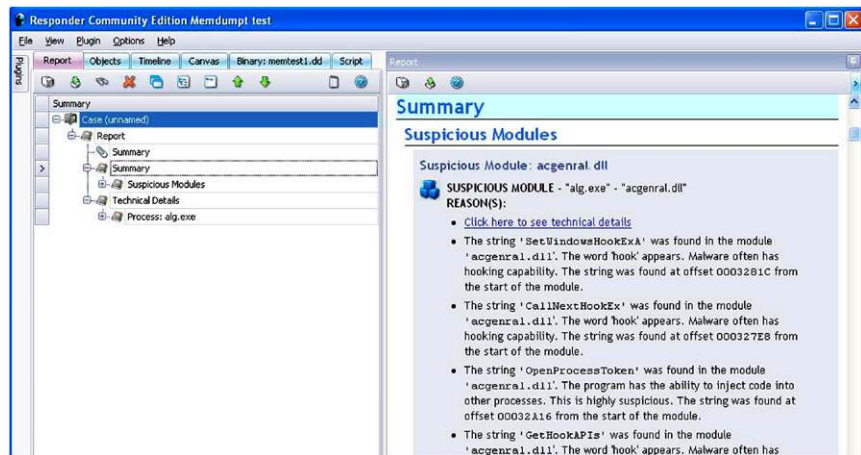 Responder Community Edition Memdumpt test
File View Plugin Options Help
Plugins
Report Objects Timeline Canvas Binary: memtest1.dd Script
Summary
Case (unnamed)
Report
Summary
Summary
Suspicious Modules
Technical Details
Process: alg.exe
Report
Summary
Suspicious Modules
Suspicious Module: acgenral.dll
SUSPICIOUS MODULE - "alg.exe" - "acgenral.dll"
REASON(S):
• Click here to see technical details
• The string 'SetWindowsHookExA' was found in the module
'acgenral.dll'. The word 'hook' appears. Malware often has
hooking capability. The string was found at offset 0003281C from
the start of the module.
• The string 'CallNextHookEx' was found in the module
'acgenral.dll'. The word 'hook' appears. Malware often has
hooking capability. The string was found at offset 000327E8 from
the start of the module.
• The string 'OpenProcessToken' was found in the module
'acgenral.dll'. The program has the ability to inject code into
other processes. This is highly suspicious. The string was found at
offset 00032A16 from the start of the module.
• The string 'GetHookAPIs' was found in the module
'acgenral.dll'. The word 'hook' appears. Malware often has